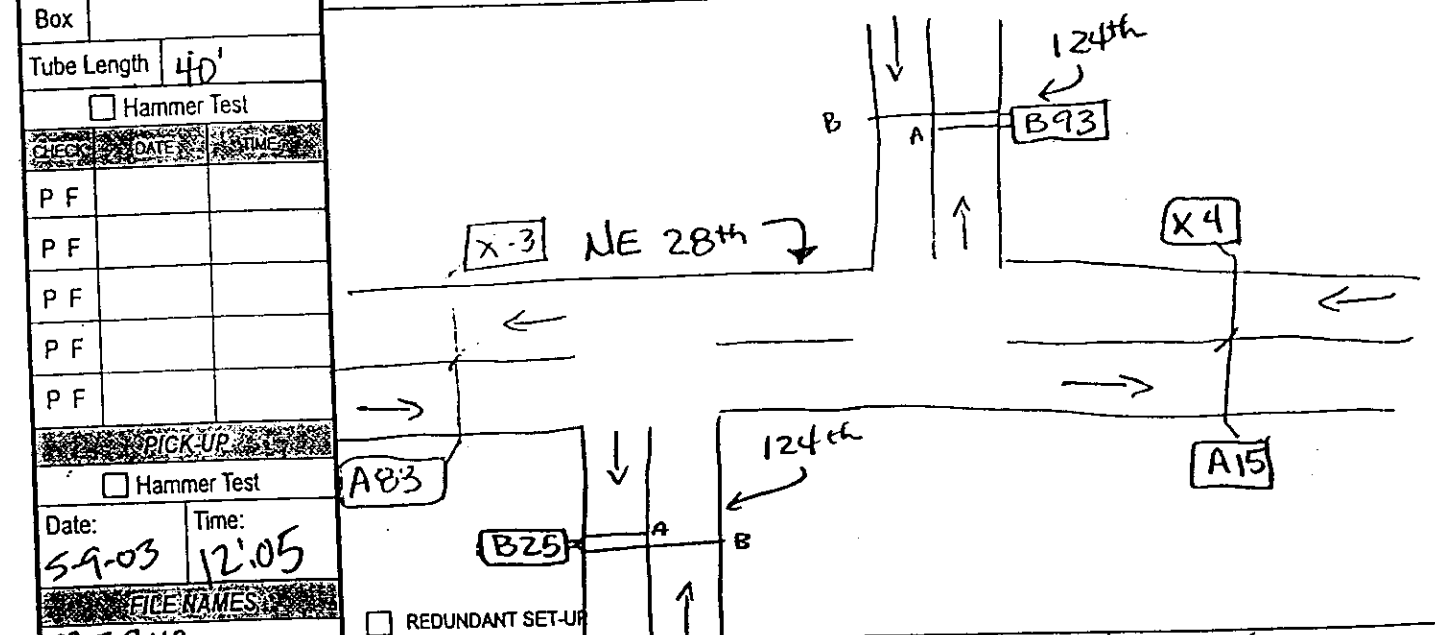 Box
Tube Length 40'
Hammer Test
CHECK DATE TIME
P F
P F
P F
P F
P F
PICK-UP
Hammer Test
Date: Time:
5-9-03 12:05
FILE NAMES
124th
B
A
B93
X-3
NE 28th
X4
A83
A15
124th
B25
A
B
REDUNDANT SET-UP